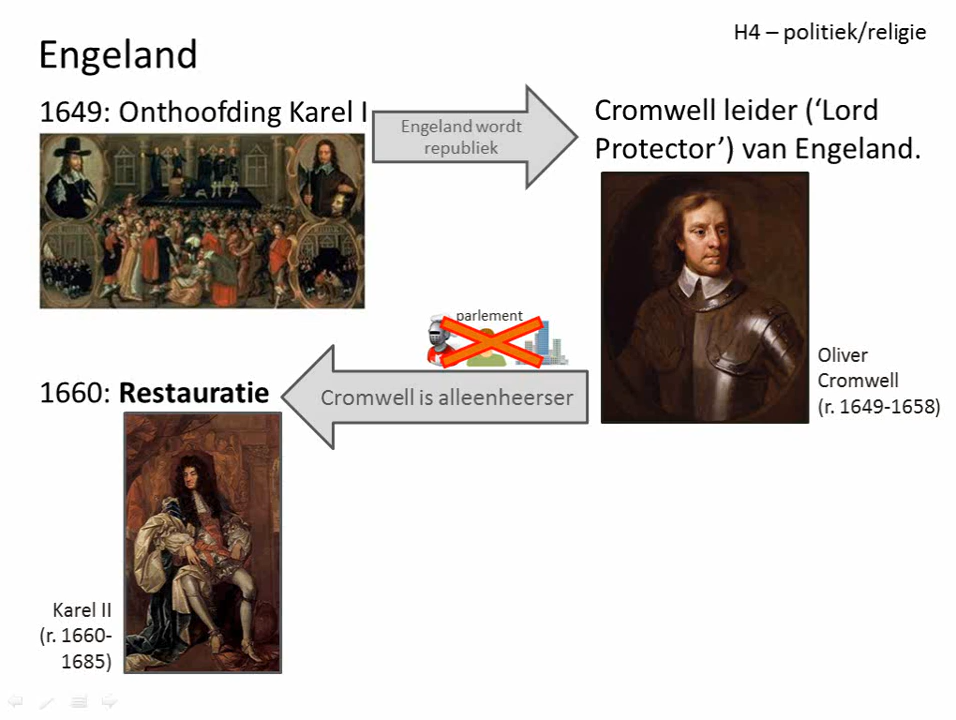 H4 – politiek/religie
Engeland
1649: Onthoofding Karel I
Engeland wordt
republiek
Cromwell leider (‘Lord
Protector’) van Engeland.
Oliver
Cromwell
(r. 1649-1658)
parlement
Cromwell is alleenheerser
1660: Restauratie
Karel II
(r. 1660-
1685)